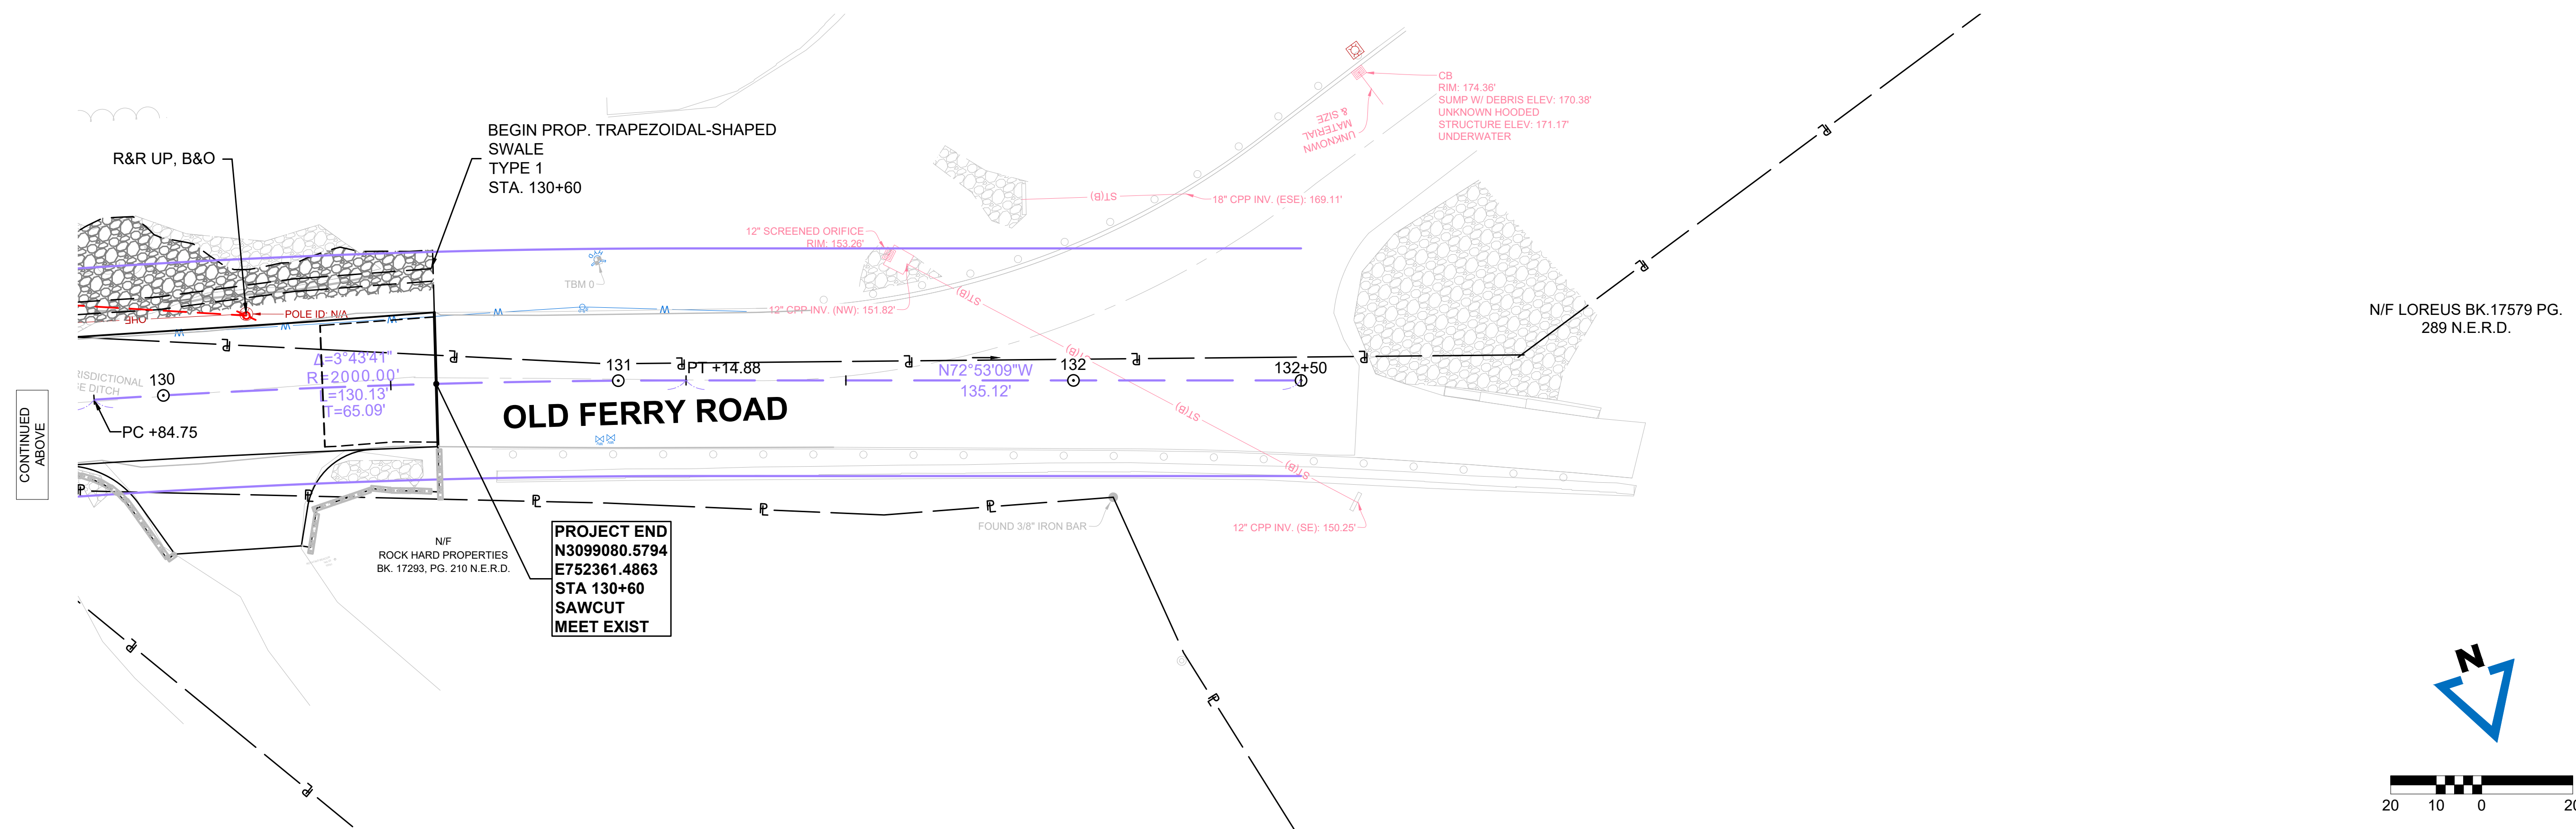 CB
RIM: 174.36'
SUMP W/ DEBRIS ELEV: 170.38'
UNKNOWN HOODED
STRUCTURE ELEV: 171.17'
UNDERWATER
UNKNOWN
MATERIAL
& SIZE
R&R UP, B&O
BEGIN PROP. TRAPEZOIDAL-SHAPED
SWALE
TYPE 1
STA. 130+60
ST(B)
18" CPP INV. (ESE): 169.11'
12" SCREENED ORIFICE
RIM: 153.26'
TBM 0
ST(B)
12" CPP INV. (NW): 151.82'
N/F LOREUS BK.17579 PG.
289 N.E.R.D.
OHE
POLE ID: N/A
W
W
W
W
W
ST(B)
Δ=3°43'41"
R=2000.00'
L=130.13'
T=65.09'
130
131
PT +14.88
N72°53'09"W
135.12'
132
132+50
PC +84.75
OLD FERRY ROAD
ST(B)
ST(B)
CONTINUED
ABOVE
FOUND 3/8" IRON BAR
12" CPP INV. (SE): 150.25'
N/F
ROCK HARD PROPERTIES
BK. 17293, PG. 210 N.E.R.D.
PROJECT END
N3099080.5794
E752361.4863
STA 130+60
SAWCUT
MEET EXIST
N
20 10 0